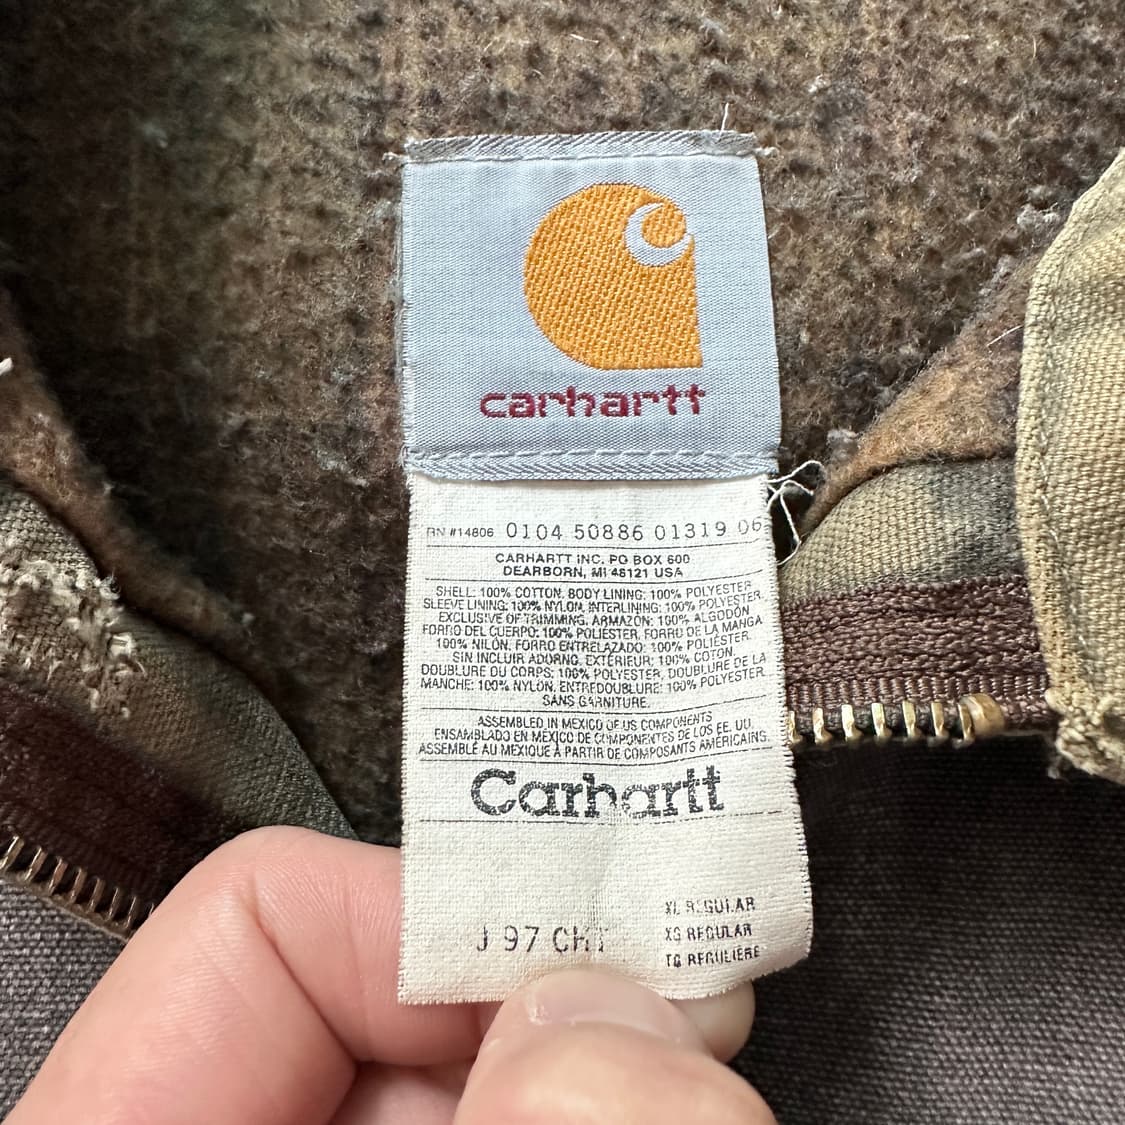 carhartt
RN #14806 0104 50886 01319 06
CARHARTT INC. PO BOX 600
DEARBORN, MI 48121 USA
SHELL: 100% COTTON. BODY LINING: 100% POLYESTER
SLEEVE LINING: 100% NYLON. INTERLINING: 100% POLYESTER.
EXCLUSIVE OF TRIMMING. ARMAZON: 100% ALGODÓN
FORRO DEL CUERPO: 100% POLIESTER, FORRO DE LA MANGA
100% NILÓN. FORRO ENTRELAZADO: 100% POLIESTER.
SIN INCLUIR ADORNO. EXTÉRIEUR: 100% COTON.
DOUBLURE DU CORPS: 100% POLYESTER, DOUBLURE DE LA
MANCHE: 100% NYLON. ENTREDOUBLURE: 100% POLYESTER
SANS GARNITURE.
ASSEMBLED IN MEXICO OF US COMPONENTS
ENSAMBLADO EN MEXICO DE COMPONENTES DE LOS EE. UU.
ASSEMBLÉ AU MEXIQUE À PARTIR DE COMPOSANTS AMÉRICAINS.
Carhartt
J 97 CHT
XL REGULAR
XG REGULAR
TG RÉGULIÈRE